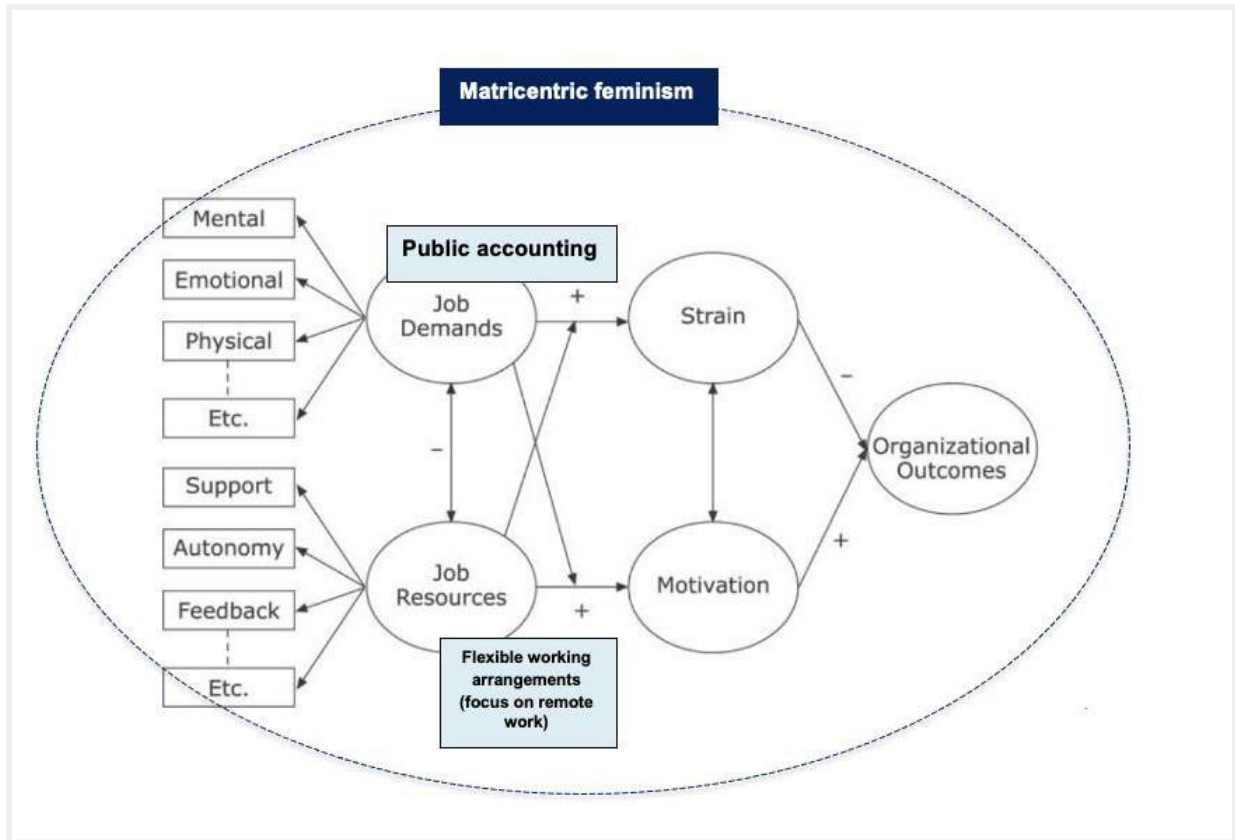 Matricentric feminism
Mental
Emotional
Physical
Etc.
Support
Autonomy
Feedback
Etc.
Public accounting
Job
Demands
+
Strain
–
–
Organizational
Outcomes
Job
Resources
+
Motivation
+
Flexible working
arrangements
(focus on remote
work)